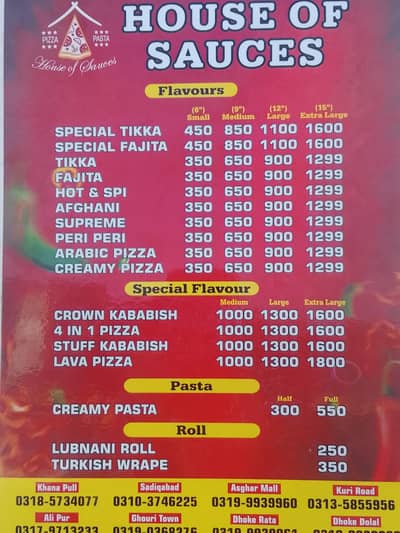 PIZZA PASTA
House of Sauces
HOUSE OF
SAUCES
Flavours
(6") (9") (12") (15")
Small Medium Large Extra Large
SPECIAL TIKKA 450 850 1100 1600
SPECIAL FAJITA 450 850 1100 1600
TIKKA 350 650 900 1299
FAJITA 350 650 900 1299
HOT & SPI 350 650 900 1299
AFGHANI 350 650 900 1299
SUPREME 350 650 900 1299
PERI PERI 350 650 900 1299
ARABIC PIZZA 350 650 900 1299
CREAMY PIZZA 350 650 900 1299
Special Flavour
Medium Large Extra Large
CROWN KABABISH 1000 1300 1600
4 IN 1 PIZZA 1000 1300 1600
STUFF KABABISH 1000 1300 1600
LAVA PIZZA 1000 1300 1800
Pasta
Half Full
CREAMY PASTA 300 550
Roll
LUBNANI ROLL 250
TURKISH WRAPE 350
Khana Pull Sadiqabad Asghar Mall Kuri Road
0318-5734077 0310-3746225 0319-9939960 0313-5855956
Ali Pur Ghouri Town Dhoke Rata Dhoke Dolal
0317-9713233